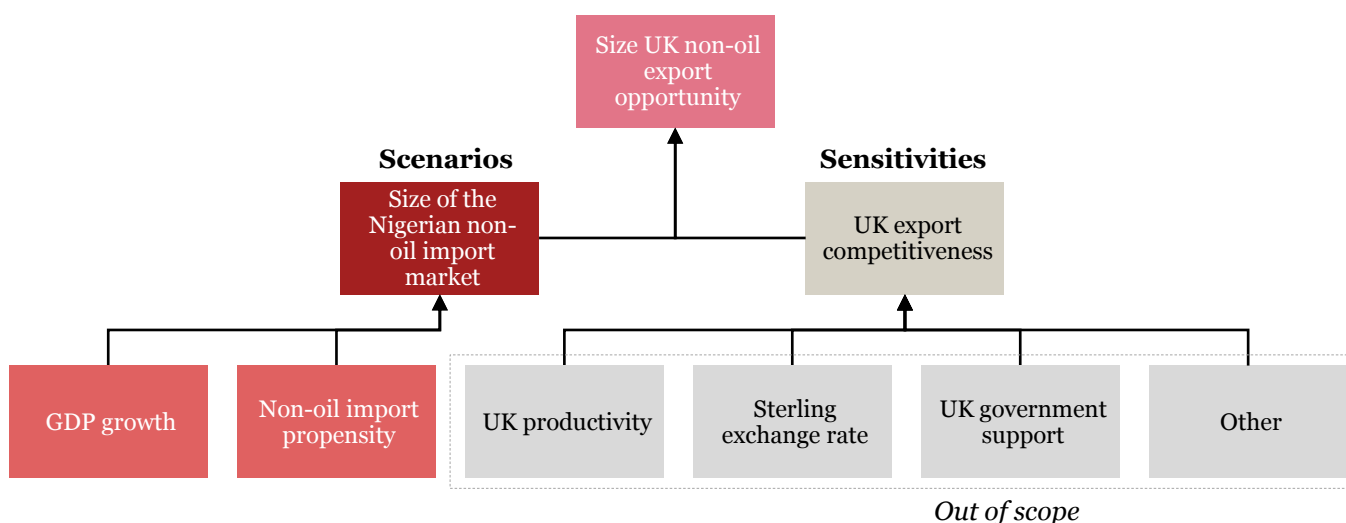 Size UK non-oil
export
opportunity
Scenarios
Sensitivities
Size of the
Nigerian non-
oil import
market
UK export
competitiveness
GDP growth
Non-oil import
propensity
UK productivity
Sterling
exchange rate
UK government
support
Other
Out of scope